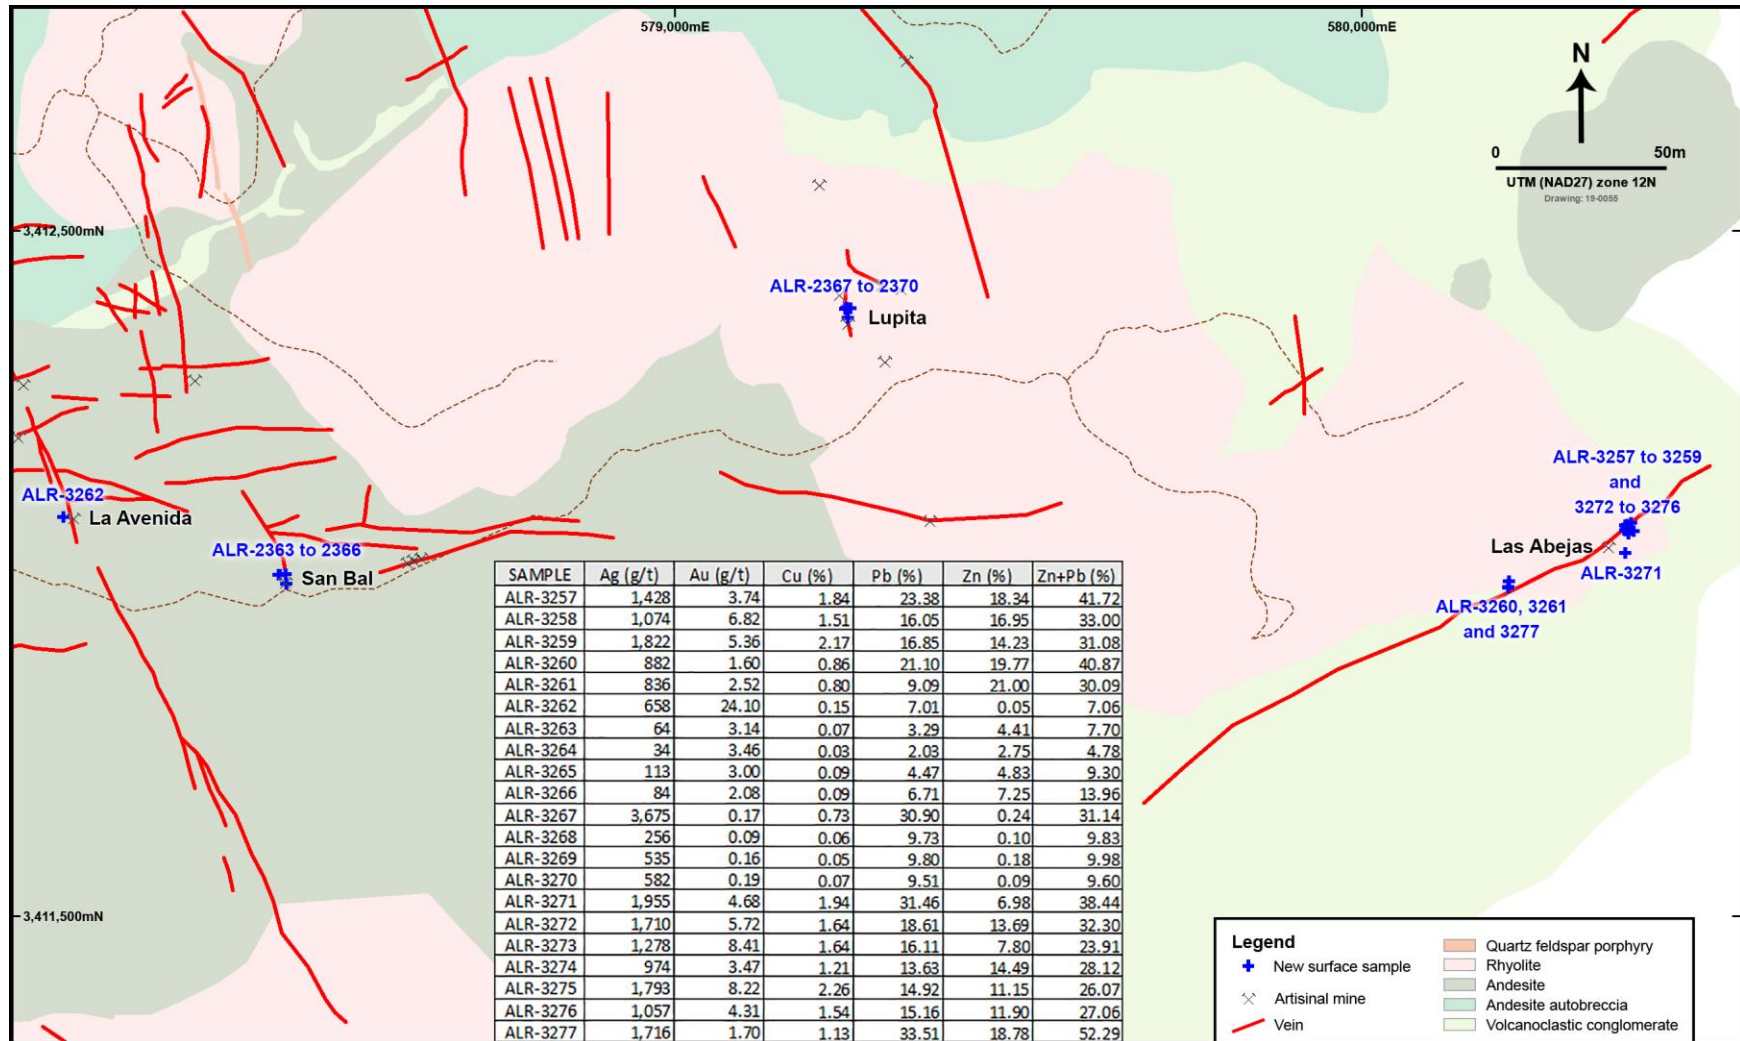 579,000mE
580,000mE
N
0 50m
UTM (NAD27) zone 12N
Drawing: 19-0055
3,412,500mN
ALR-2367 to 2370
Lupita
ALR-3257 to 3259
and
3272 to 3276
ALR-3262
La Avenida
Las Abejas
ALR-2363 to 2366
San Bal
ALR-3271
ALR-3260, 3261
and 3277
SAMPLE Ag (g/t) Au (g/t) Cu (%) Pb (%) Zn (%) Zn+Pb (%)
ALR-3257 1,428 3.74 1.84 23.38 18.34 41.72
ALR-3258 1,074 6.82 1.51 16.05 16.95 33.00
ALR-3259 1,822 5.36 2.17 16.85 14.23 31.08
ALR-3260 882 1.60 0.86 21.10 19.77 40.87
ALR-3261 836 2.52 0.80 9.09 21.00 30.09
ALR-3262 658 24.10 0.15 7.01 0.05 7.06
ALR-3263 64 3.14 0.07 3.29 4.41 7.70
ALR-3264 34 3.46 0.03 2.03 2.75 4.78
ALR-3265 113 3.00 0.09 4.47 4.83 9.30
ALR-3266 84 2.08 0.09 6.71 7.25 13.96
ALR-3267 3,675 0.17 0.73 30.90 0.24 31.14
ALR-3268 256 0.09 0.06 9.73 0.10 9.83
ALR-3269 535 0.16 0.05 9.80 0.18 9.98
ALR-3270 582 0.19 0.07 9.51 0.09 9.60
ALR-3271 1,955 4.68 1.94 31.46 6.98 38.44
ALR-3272 1,710 5.72 1.64 18.61 13.69 32.30
ALR-3273 1,278 8.41 1.64 16.11 7.80 23.91
ALR-3274 974 3.47 1.21 13.63 14.49 28.12
ALR-3275 1,793 8.22 2.26 14.92 11.15 26.07
ALR-3276 1,057 4.31 1.54 15.16 11.90 27.06
ALR-3277 1,716 1.70 1.13 33.51 18.78 52.29
3,411,500mN
Legend
New surface sample
Artisinal mine
Vein
Quartz feldspar porphyry
Rhyolite
Andesite
Andesite autobreccia
Volcanoclastic conglomerate